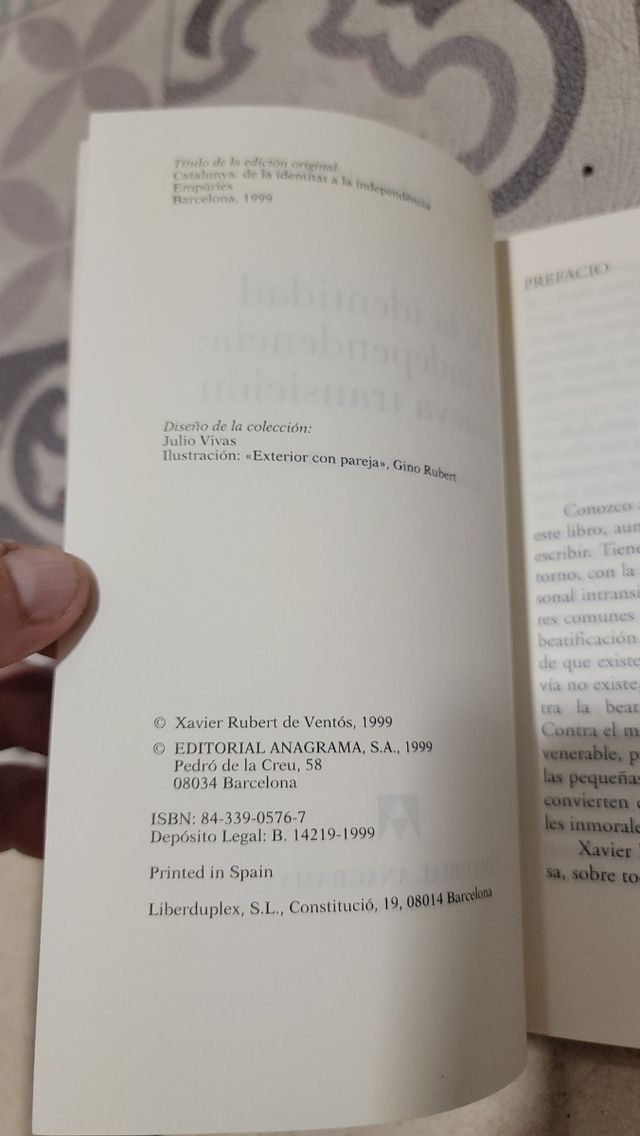 Título de la edición original:
Catalunya: de la identitat a la independència
Empúries
Barcelona, 1999
Diseño de la colección:
Julio Vivas
Ilustración: «Exterior con pareja», Gino Rubert
© Xavier Rubert de Ventós, 1999
© EDITORIAL ANAGRAMA, S.A., 1999
Pedró de la Creu, 58
08034 Barcelona
ISBN: 84-339-0576-7
Depósito Legal: B. 14219-1999
Printed in Spain
Liberduplex, S.L., Constitució, 19, 08014 Barcelona
PREFACIO
Conozco
este libro, aun
escribir. Tiene
torno, con la
sonal intransi
res comunes
beatificación
de que existe
vía no existe
tra la beat
Contra el m
venerable, p
las pequeñas
convierten
les inmorale
Xavier
sa, sobre to